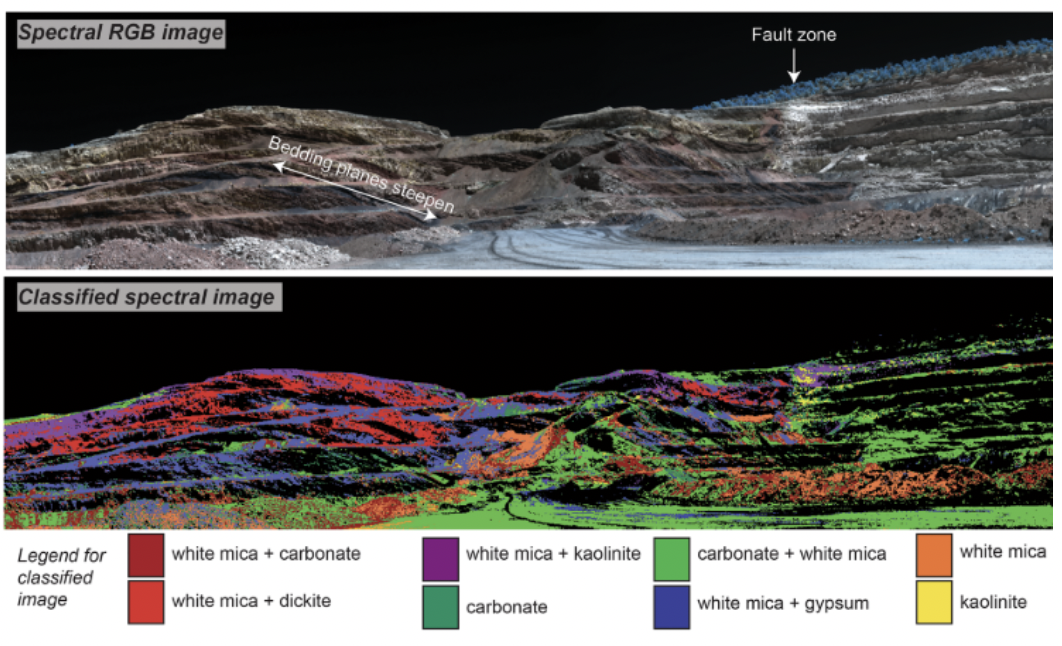 Spectral RGB image
Fault zone
Bedding planes steepen
Classified spectral image
Legend for
classified
image
white mica + carbonate
white mica + dickite
white mica + kaolinite
carbonate
carbonate + white mica
white mica + gypsum
white mica
kaolinite